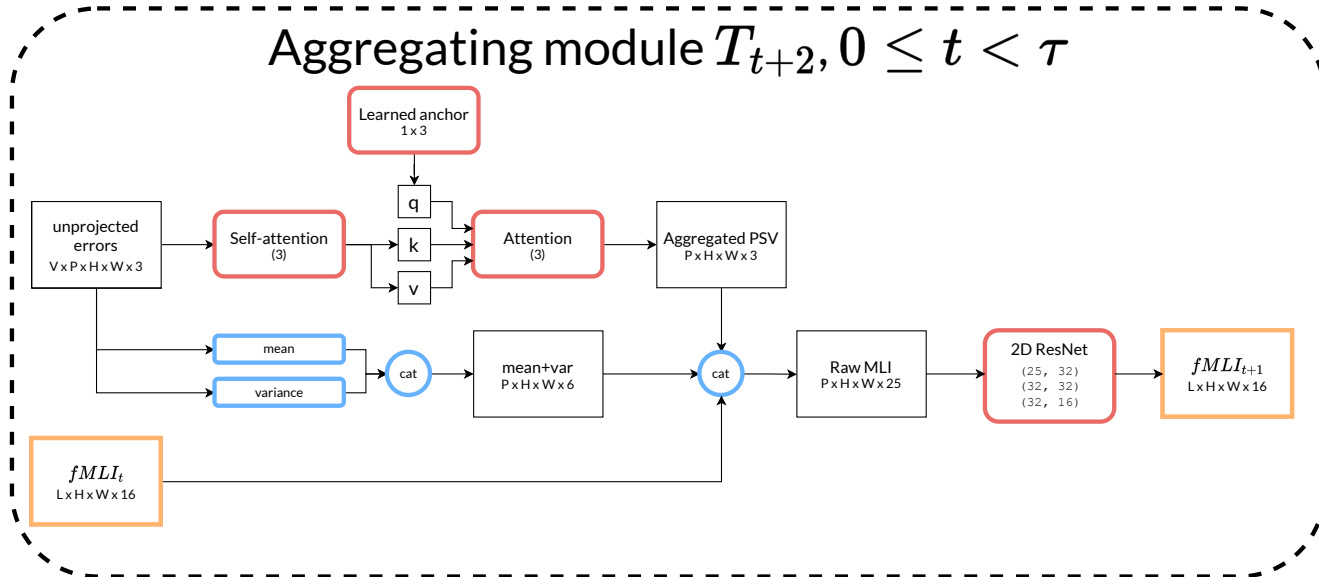 Aggregating module T_{t+2}, 0 ≤ t < τ
Learned anchor
1 x 3
q
unprojected
errors
V x P x H x W x 3
Self-attention
(3)
k
Attention
(3)
Aggregated PSV
P x H x W x 3
v
mean
variance
cat
mean+var
P x H x W x 6
cat
Raw MLI
P x H x W x 25
2D ResNet
(25, 32)
(32, 32)
(32, 16)
fMLI_{t+1}
L x H x W x 16
fMLI_t
L x H x W x 16